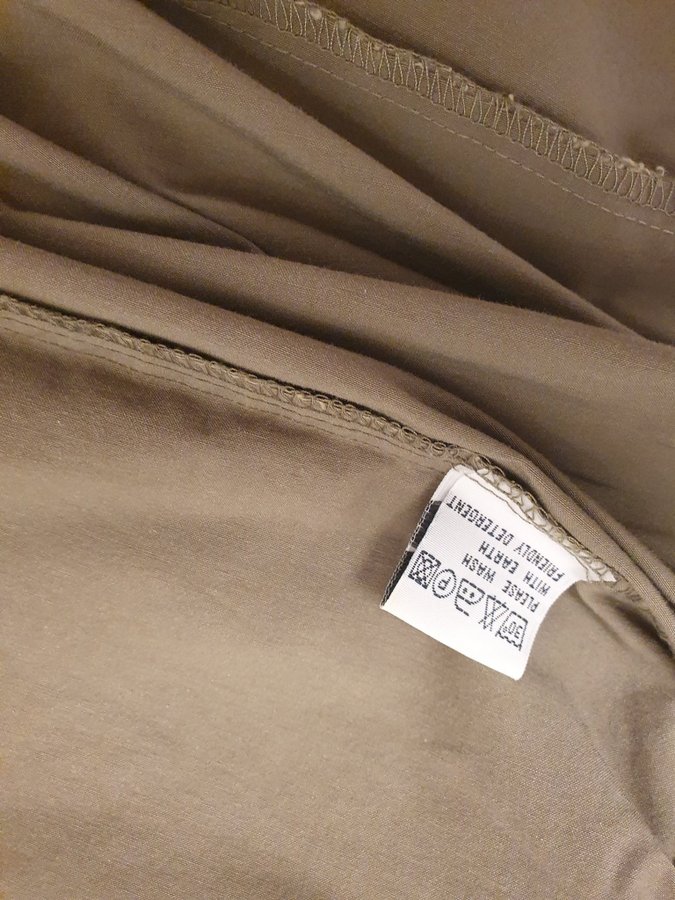 30°
P
PLEASE WASH
WITH EARTH
FRIENDLY DETERGENT